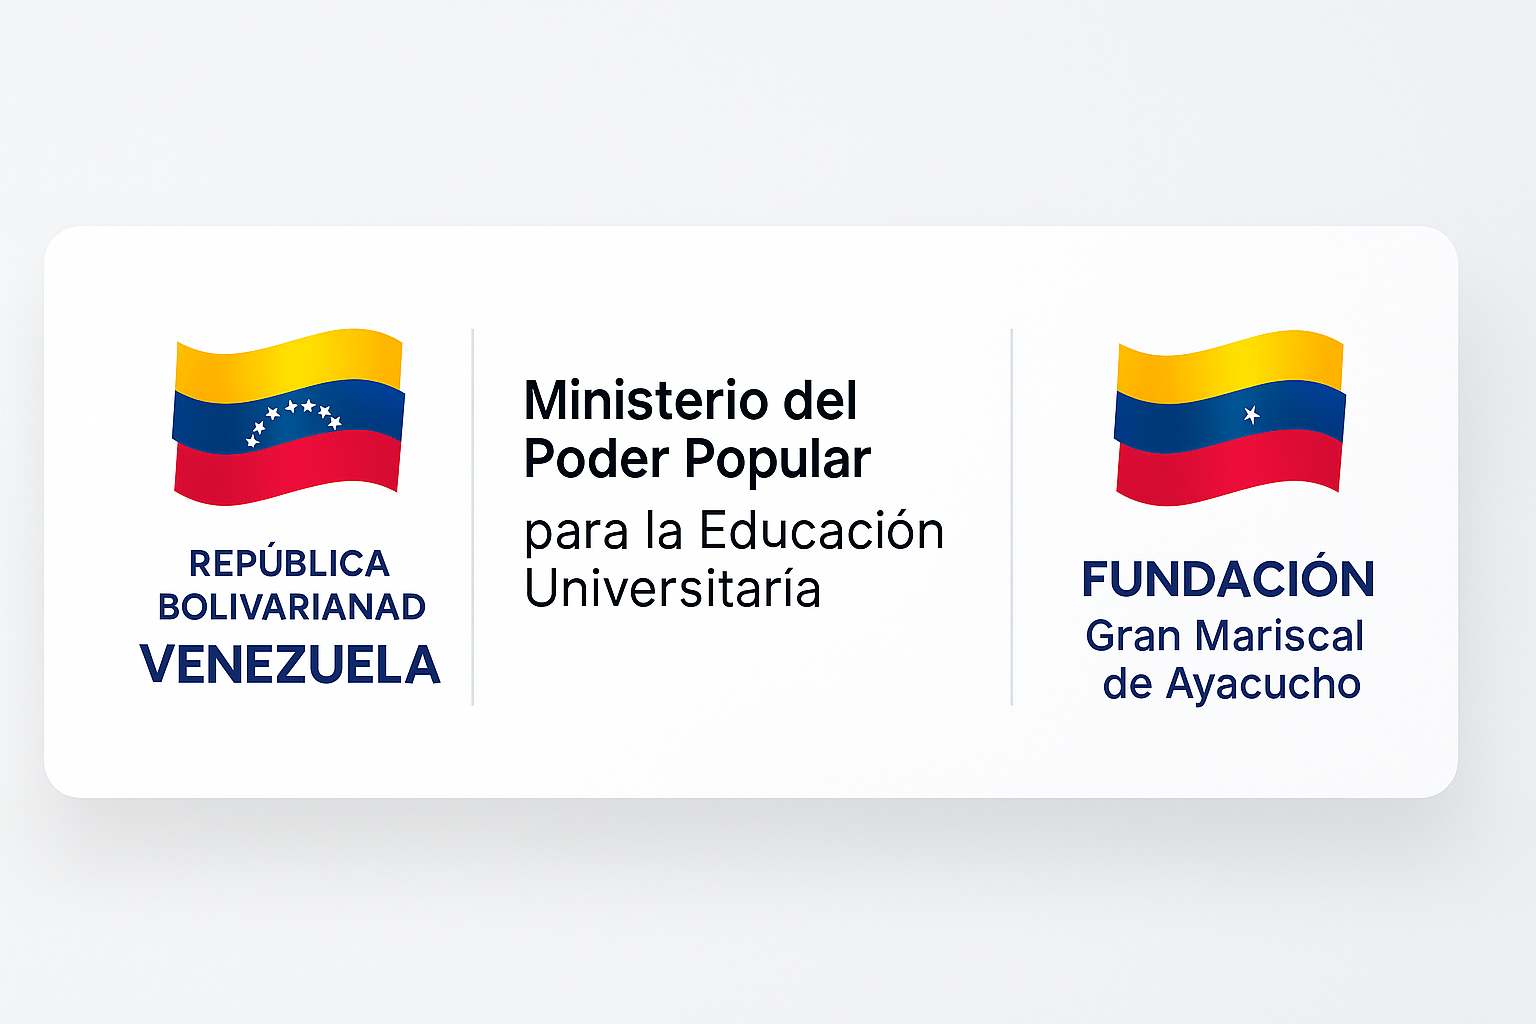 REPÚBLICA
BOLIVARIANAD
VENEZUELA
Ministerio del
Poder Popular
para la Educación
Universitaría
FUNDACIÓN
Gran Mariscal
de Ayacucho